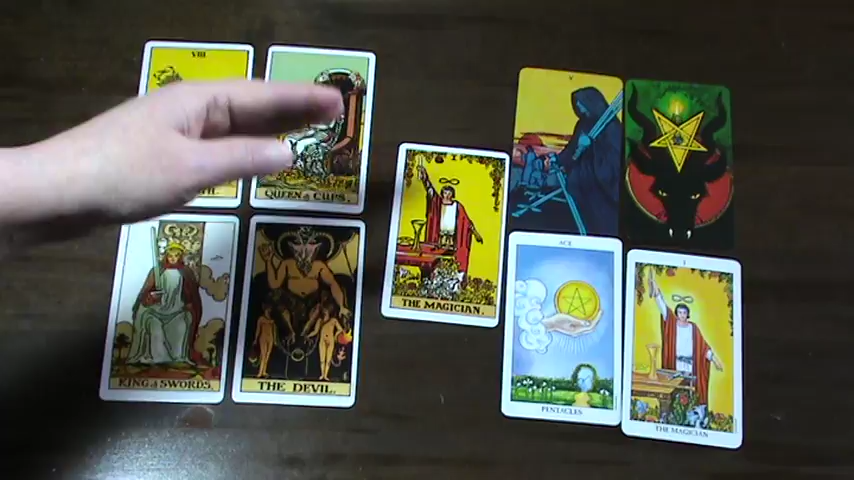 VIII
QUEEN of CUPS.
I
THE MAGICIAN.
V
KING of SWORDS.
THE DEVIL.
ACE
PENTACLES
I
THE MAGICIAN